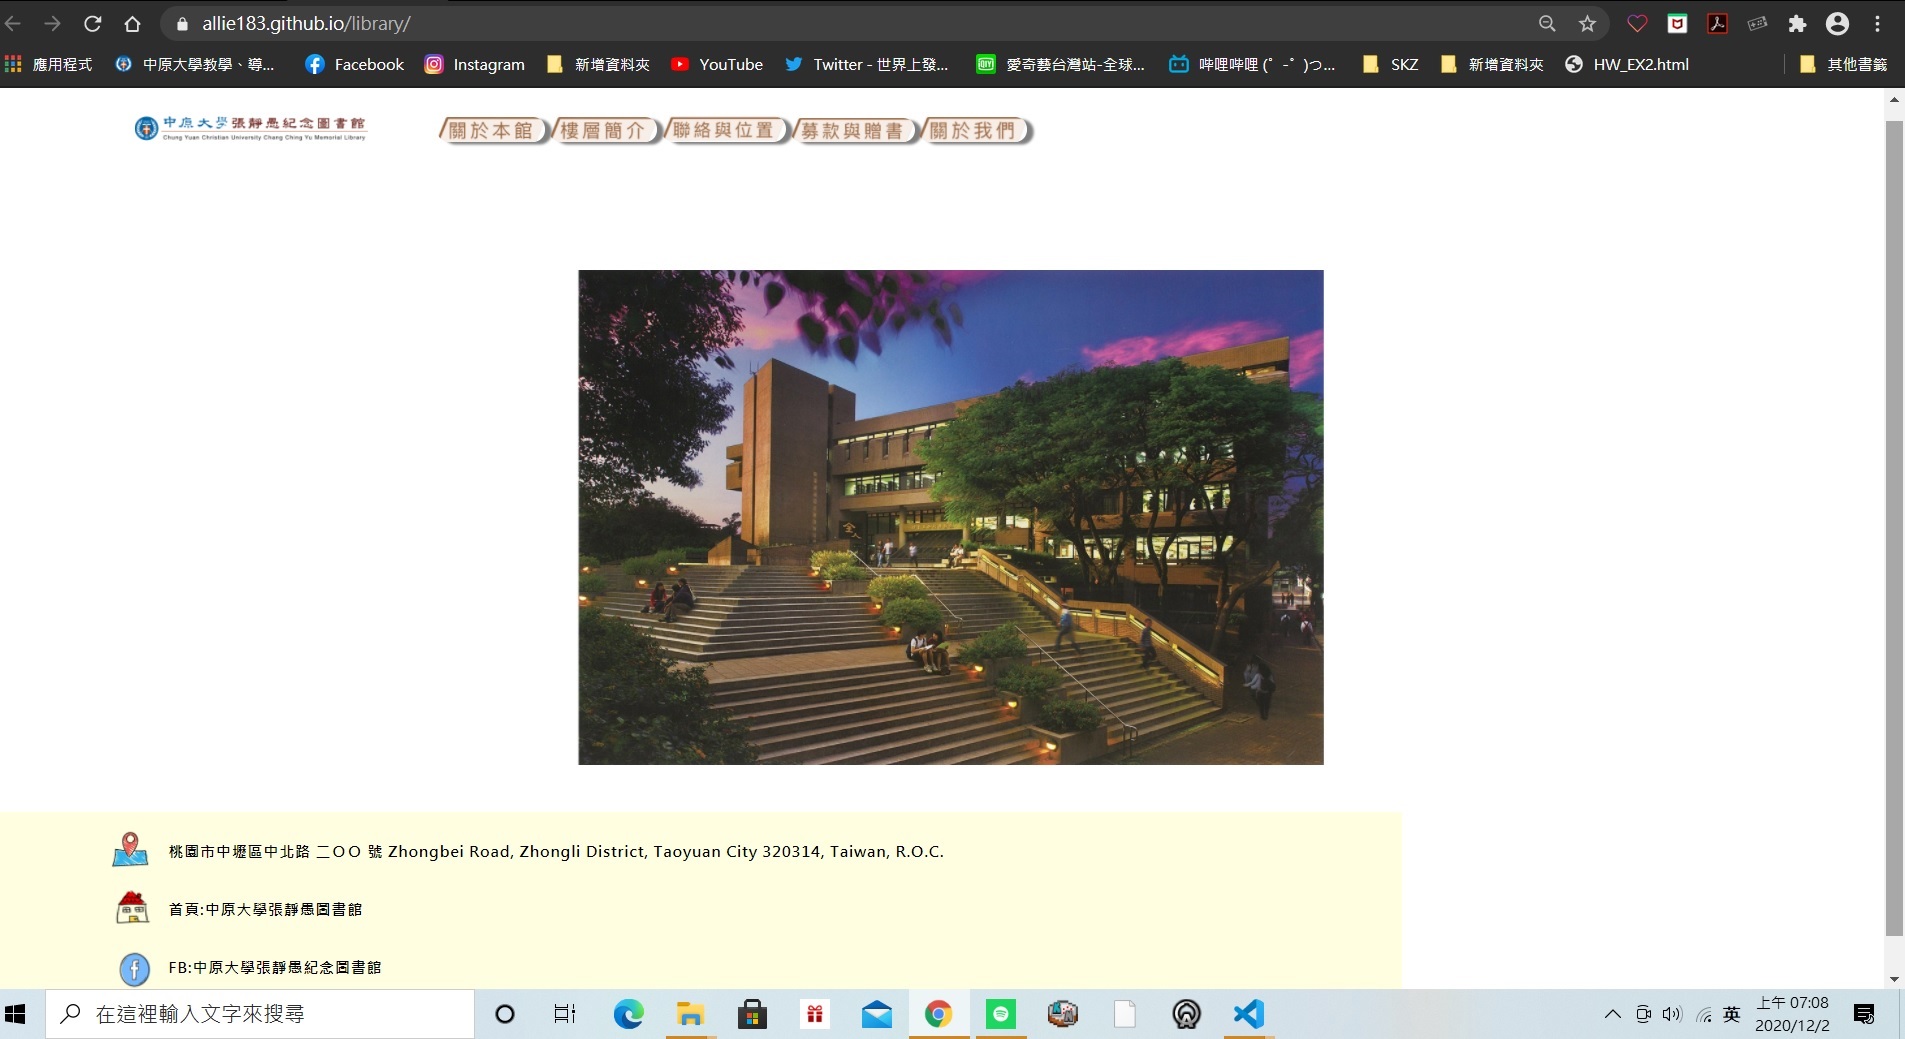 allie183.github.io/library/
應用程式
中原大學教學、導...
Facebook
Instagram
新增資料夾
YouTube
Twitter - 世界上發...
愛奇藝台灣站-全球...
嗶哩嗶哩 (゜-゜)つ...
SKZ
新增資料夾
HW_EX2.html
其他書籤
中原大學張靜愚紀念圖書館
Chung Yuan Christian University Chang Ching Yu Memorial Library
關於本館
樓層簡介
聯絡與位置
募款與贈書
關於我們
全人
桃園市中壢區中北路 二OO 號 Zhongbei Road, Zhongli District, Taoyuan City 320314, Taiwan, R.O.C.
首頁:中原大學張靜愚圖書館
FB:中原大學張靜愚紀念圖書館
在這裡輸入文字來搜尋
英
上午 07:08
2020/12/2